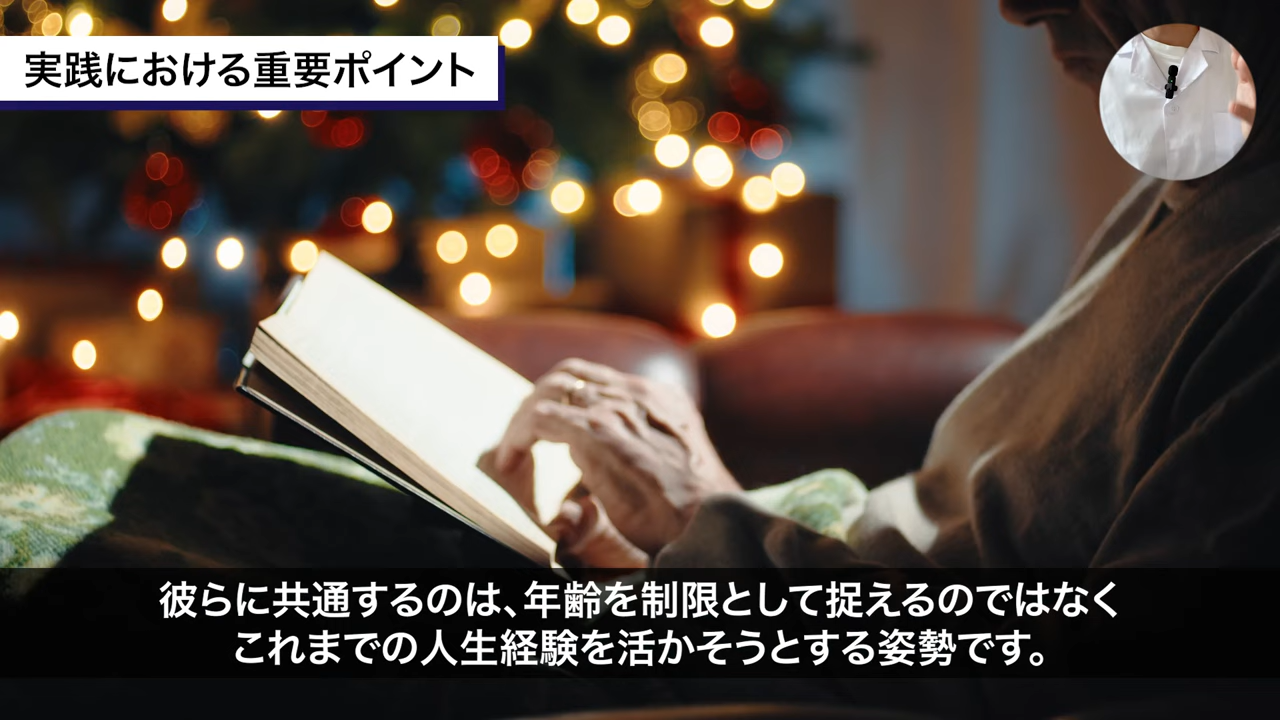 実践における重要ポイント
彼らに共通するのは、年齢を制限として捉えるのではなく
これまでの人生経験を活かそうとする姿勢です。